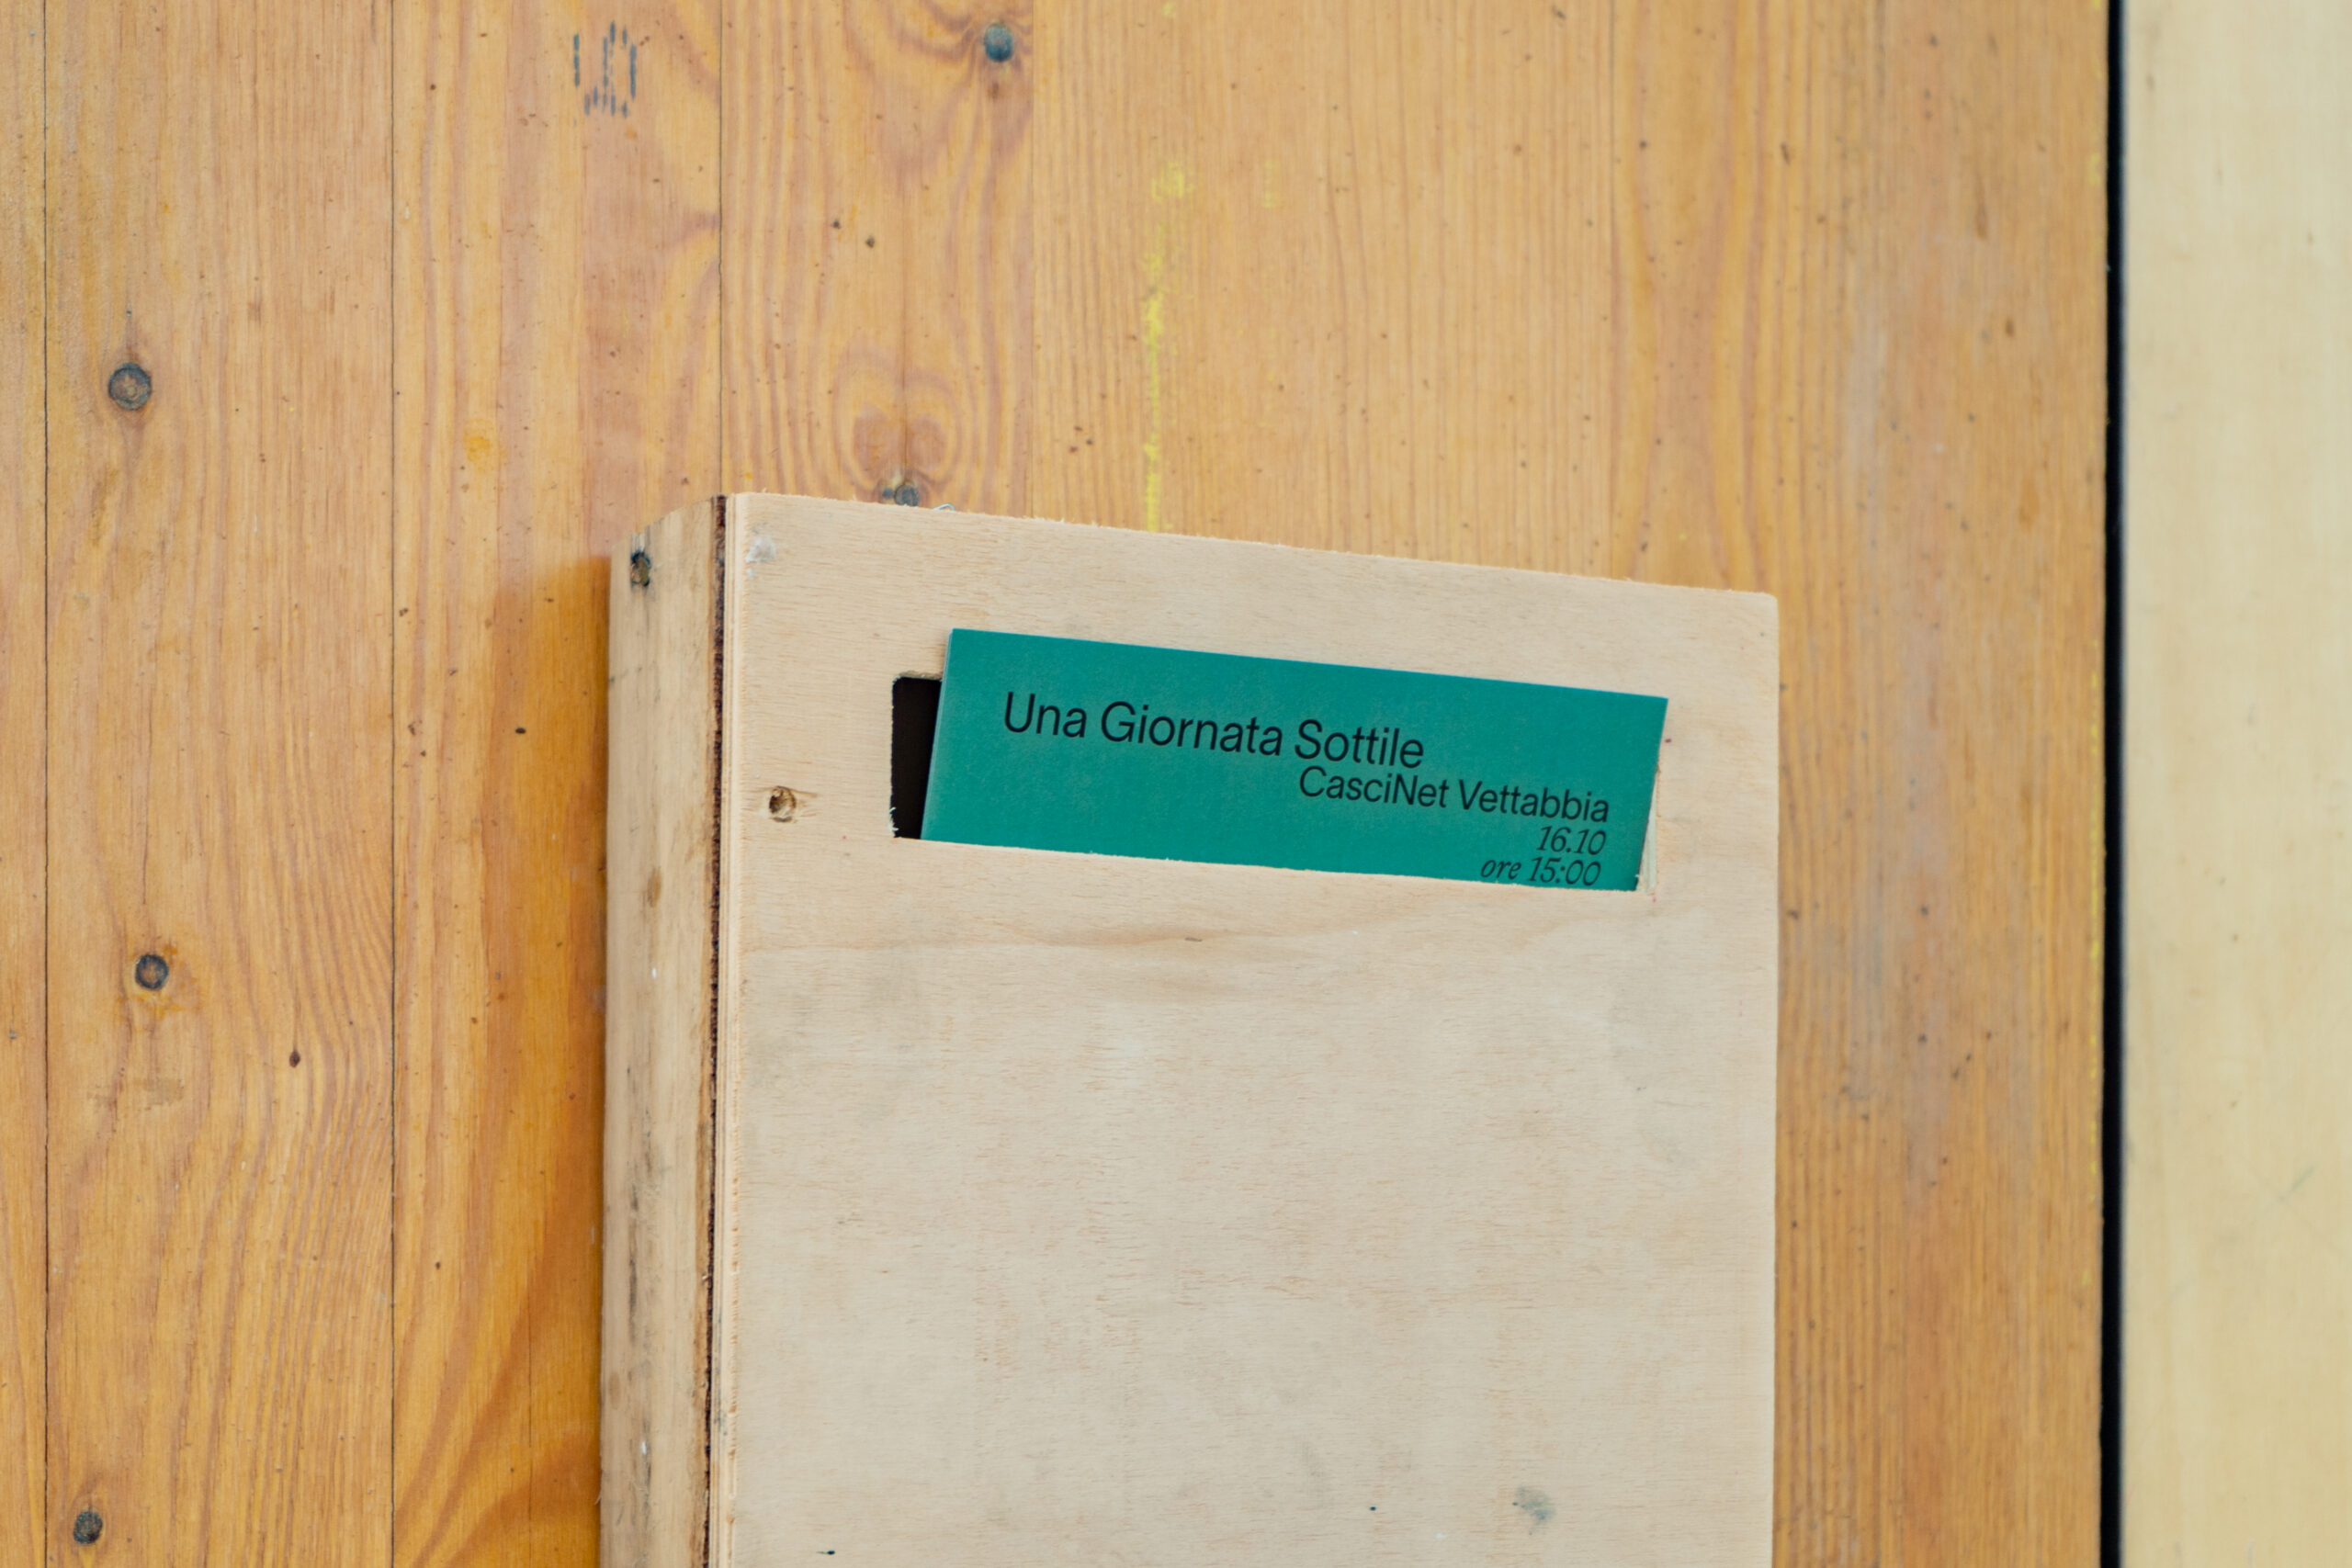 Una Giornata Sottile
CasciNet Vettabbia
16.10
ore 15:00